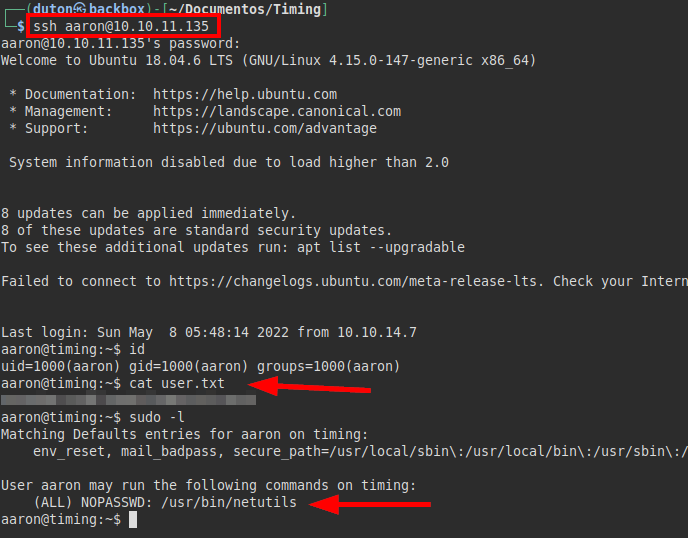 (duton㉿backbox)-[~/Documentos/Timing]
$ ssh aaron@10.10.11.135
aaron@10.10.11.135's password:
Welcome to Ubuntu 18.04.6 LTS (GNU/Linux 4.15.0-147-generic x86_64)
* Documentation:  https://help.ubuntu.com
* Management:     https://landscape.canonical.com
* Support:        https://ubuntu.com/advantage
System information disabled due to load higher than 2.0
8 updates can be applied immediately.
8 of these updates are standard security updates.
To see these additional updates run: apt list --upgradable
Failed to connect to https://changelogs.ubuntu.com/meta-release-lts. Check your Intern
Last login: Sun May  8 05:48:14 2022 from 10.10.14.7
aaron@timing:~$ id
uid=1000(aaron) gid=1000(aaron) groups=1000(aaron)
aaron@timing:~$ cat user.txt
aaron@timing:~$ sudo -l
Matching Defaults entries for aaron on timing:
env_reset, mail_badpass, secure_path=/usr/local/sbin\:/usr/local/bin\:/usr/sbin\:/
User aaron may run the following commands on timing:
(ALL) NOPASSWD: /usr/bin/netutils
aaron@timing:~$